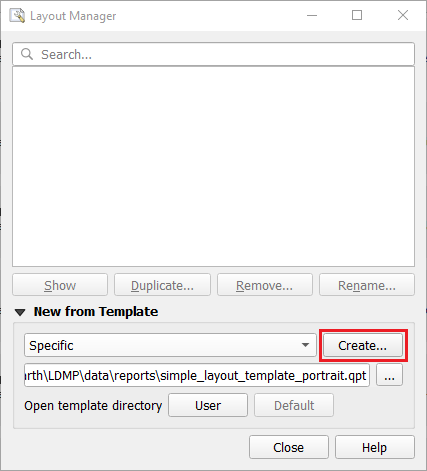 Layout Manager
Search...
Show Duplicate... Remove... Rename...
New from Template
Specific Create...
arth\LDMP\data\reports\simple_layout_template_portrait.qpt ...
Open template directory User Default
Close Help